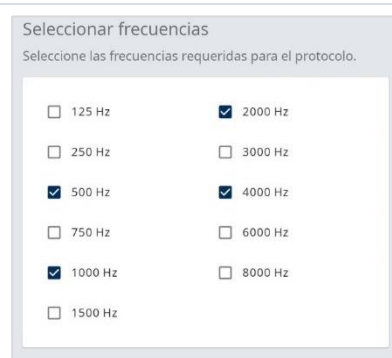 Seleccionar frecuencias
Seleccione las frecuencias requeridas para el protocolo.
125 Hz
250 Hz
500 Hz
750 Hz
1000 Hz
1500 Hz
2000 Hz
3000 Hz
4000 Hz
6000 Hz
8000 Hz